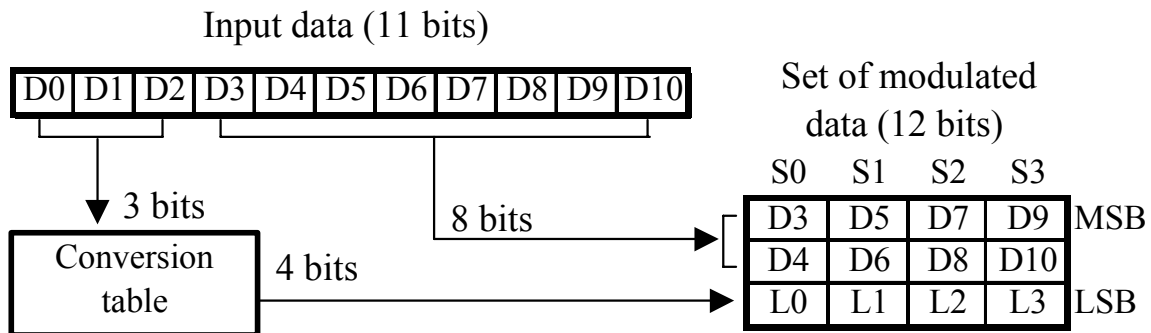 Input data (11 bits)
D0 D1 D2 D3 D4 D5 D6 D7 D8 D9 D10
Set of modulated
data (12 bits)
S0 S1 S2 S3
3 bits
8 bits
D3 D5 D7 D9 MSB
D4 D6 D8 D10
Conversion
table
4 bits
L0 L1 L2 L3 LSB